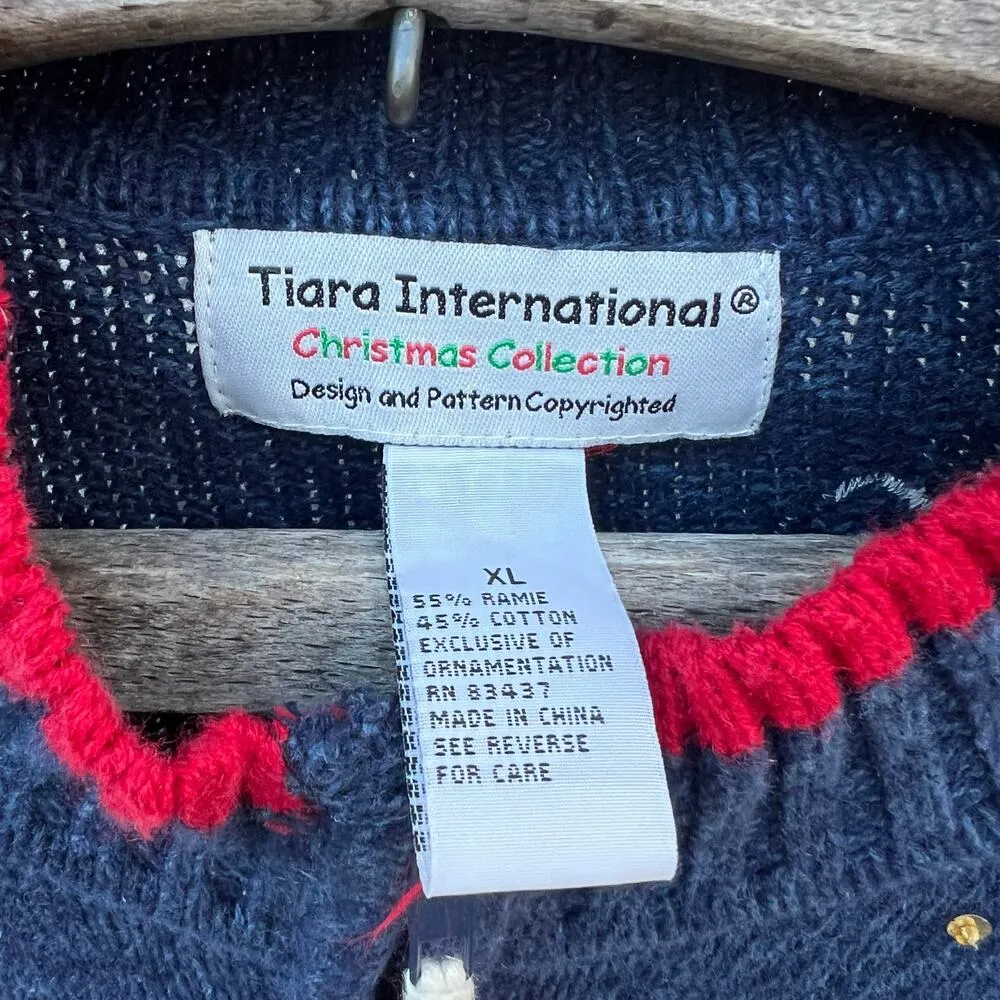 Tiara International®
Christmas Collection
Design and Pattern Copyrighted
XL
55% RAMIE
45% COTTON
EXCLUSIVE OF
ORNAMENTATION
RN 83437
MADE IN CHINA
SEE REVERSE
FOR CARE